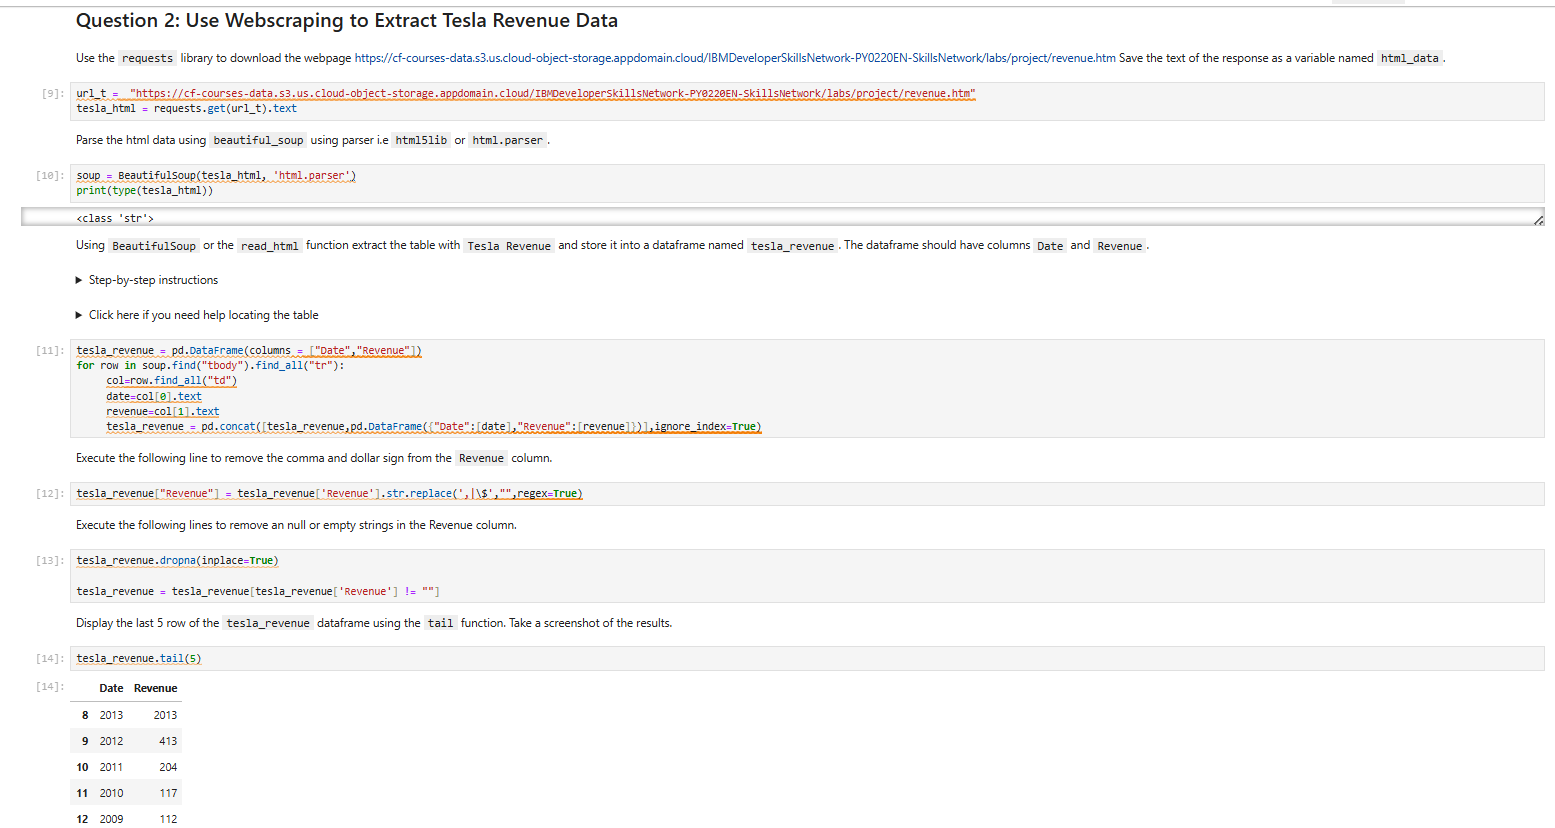 Question 2: Use Webscraping to Extract Tesla Revenue Data
Use the requests library to download the webpage https://cf-courses-data.s3.us.cloud-object-storage.appdomain.cloud/IBMDeveloperSkillsNetwork-PY0220EN-SkillsNetwork/labs/project/revenue.htm Save the text of the response as a variable named html_data .
[9]: url_t =  "https://cf-courses-data.s3.us.cloud-object-storage.appdomain.cloud/IBMDeveloperSkillsNetwork-PY0220EN-SkillsNetwork/labs/project/revenue.htm"
tesla_html = requests.get(url_t).text
Parse the html data using beautiful_soup using parser i.e html5lib or html.parser .
[10]: soup = BeautifulSoup(tesla_html, 'html.parser')
print(type(tesla_html))
<class 'str'>
Using BeautifulSoup or the read_html function extract the table with Tesla Revenue and store it into a dataframe named tesla_revenue . The dataframe should have columns Date and Revenue .
▶ Step-by-step instructions
▶ Click here if you need help locating the table
[11]: tesla_revenue = pd.DataFrame(columns = ["Date","Revenue"])
for row in soup.find("tbody").find_all("tr"):
col=row.find_all("td")
date=col[0].text
revenue=col[1].text
tesla_revenue = pd.concat([tesla_revenue,pd.DataFrame({"Date":[date],"Revenue":[revenue]})],ignore_index=True)
Execute the following line to remove the comma and dollar sign from the Revenue column.
[12]: tesla_revenue["Revenue"] = tesla_revenue['Revenue'].str.replace(',|\$',"",regex=True)
Execute the following lines to remove an null or empty strings in the Revenue column.
[13]: tesla_revenue.dropna(inplace=True)
tesla_revenue = tesla_revenue[tesla_revenue['Revenue'] != ""]
Display the last 5 row of the tesla_revenue dataframe using the tail function. Take a screenshot of the results.
[14]: tesla_revenue.tail(5)
[14]: Date Revenue
8 2013 2013
9 2012 413
10 2011 204
11 2010 117
12 2009 112